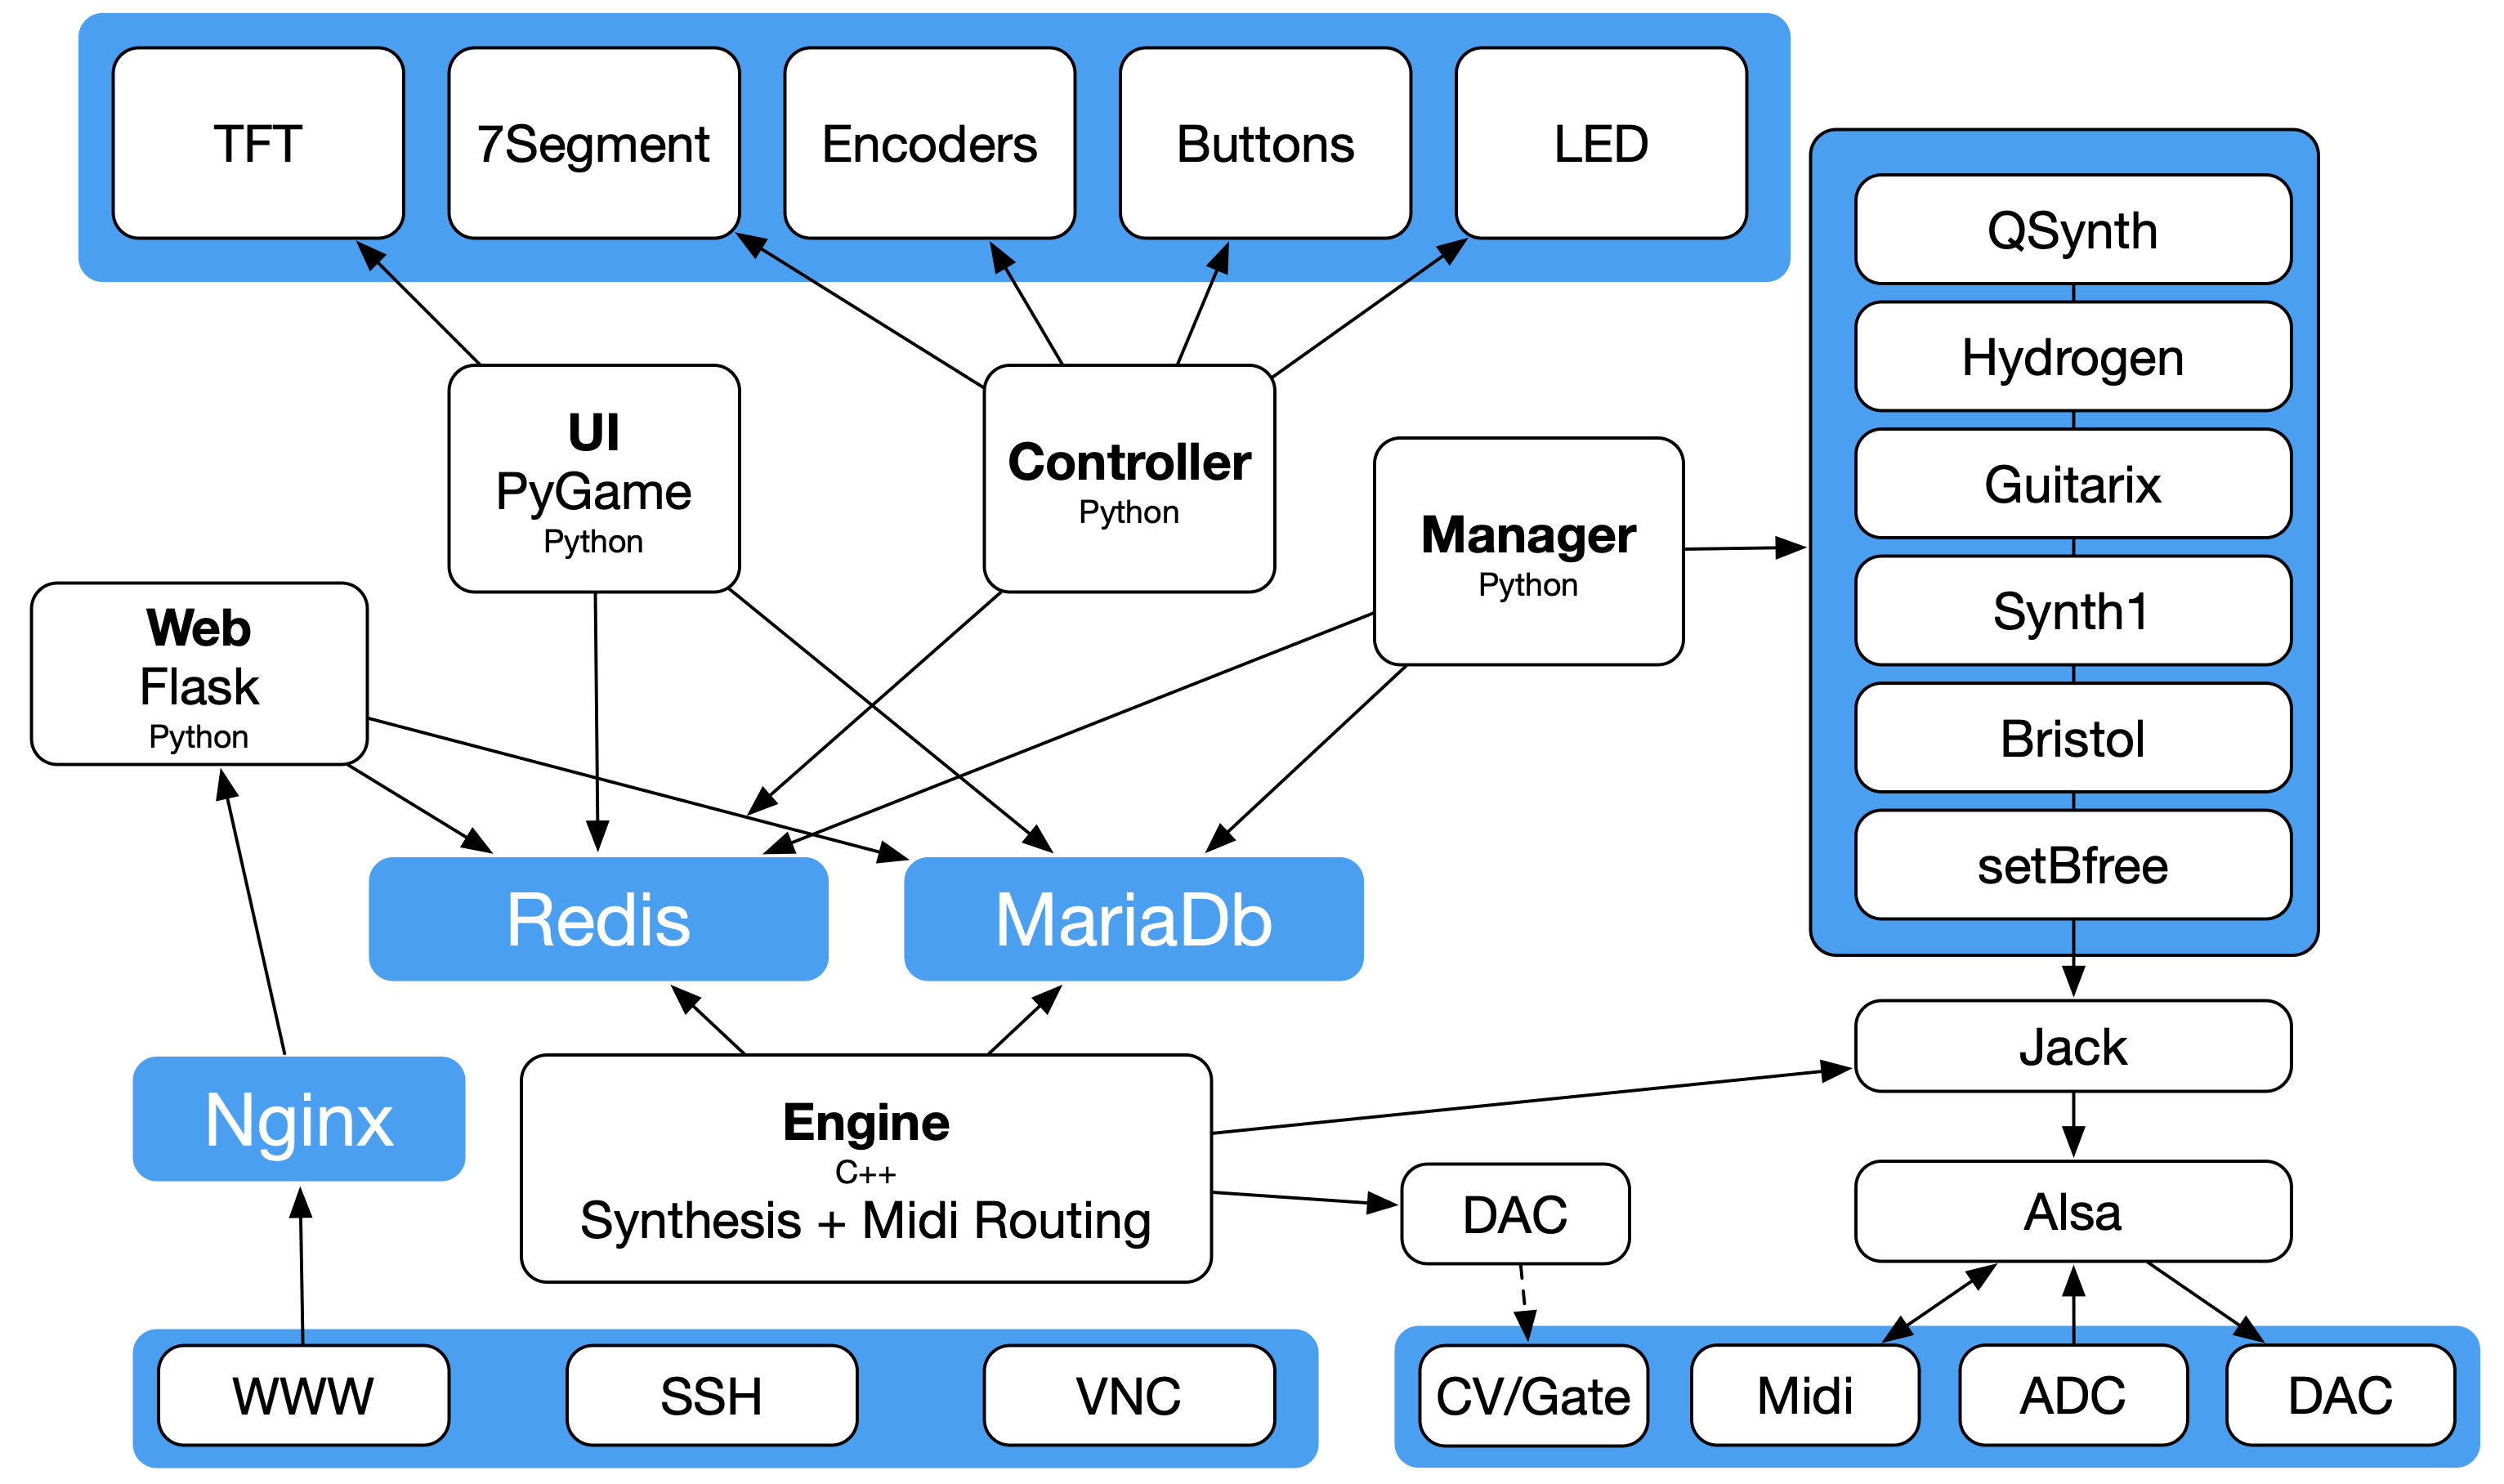 TFT
7Segment
Encoders
Buttons
LED
QSynth
Hydrogen
Guitarix
Synth1
Bristol
setBfree
UI
PyGame
Python
Controller
Python
Manager
Python
Web
Flask
Python
Redis
MariaDb
Nginx
Engine
C++
Synthesis + Midi Routing
Jack
DAC
Alsa
WWW
SSH
VNC
CV/Gate
Midi
ADC
DAC